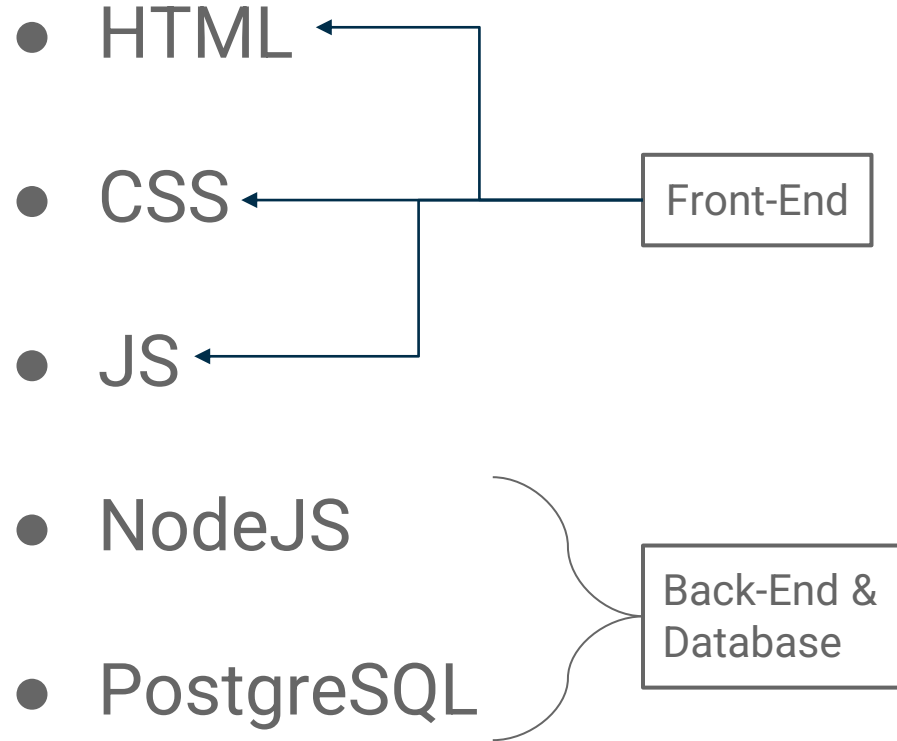 ● HTML
● CSS
Front-End
● JS
● NodeJS
Back-End &
Database
● PostgreSQL